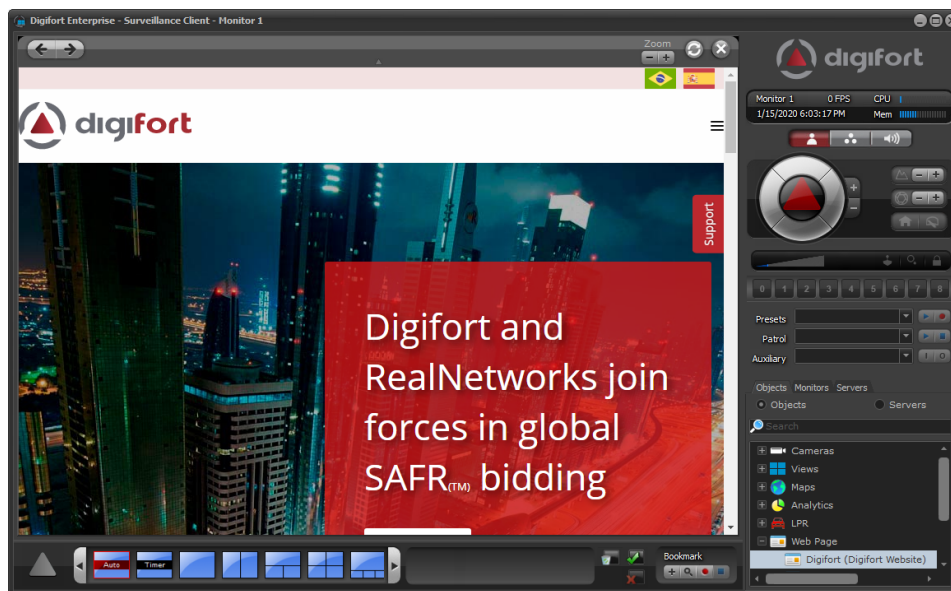 Digifort Enterprise - Surveillance Client - Monitor 1
Zoom
digifort
digifort
Support
Digifort and
RealNetworks join
forces in global
SAFR(TM) bidding
Auto
Timer
Bookmark
Monitor 1 0 FPS CPU
1/15/2020 6:03:17 PM Mem
0 1 2 3 4 5 6 7 8
Presets
Patrol
Auxiliary
Objects Monitors Servers
Objects Servers
Search
Cameras
Views
Maps
Analytics
LPR
Web Page
Digifort (Digifort Website)